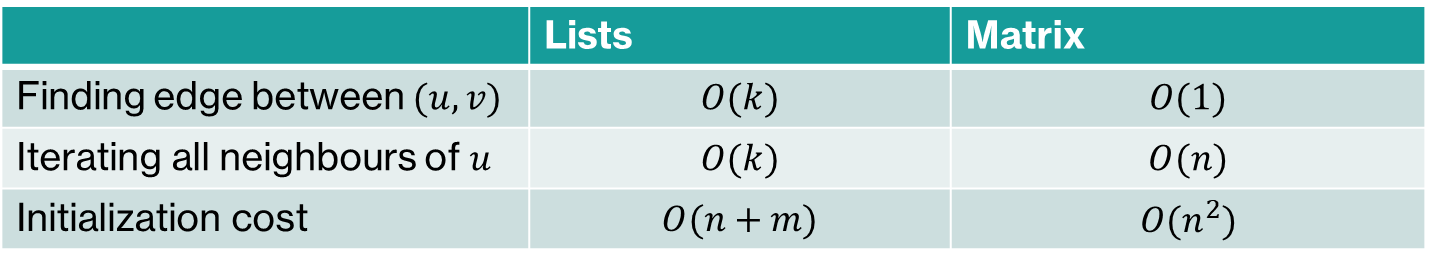 Lists Matrix
Finding edge between (u, v) O(k) O(1)
Iterating all neighbours of u O(k) O(n)
Initialization cost O(n + m) O(n²)